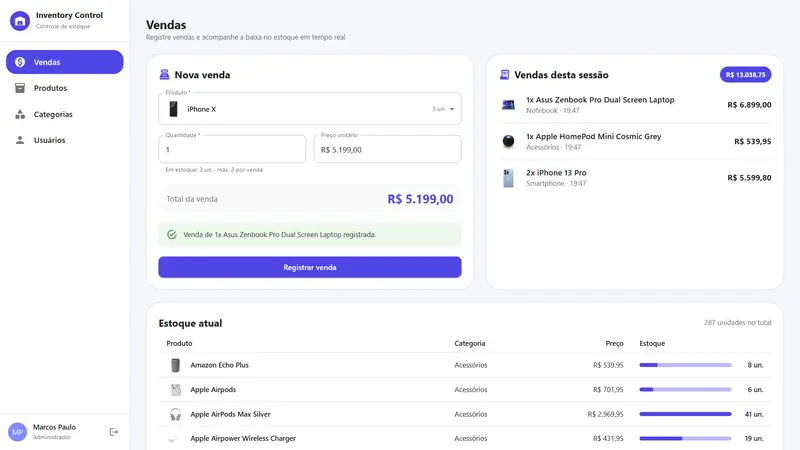 Inventory Control
Controle de estoque
Vendas
Produtos
Categorias
Usuários
MP
Marcos Paulo
Administrador
Vendas
Registre vendas e acompanhe a baixa no estoque em tempo real
Nova venda
Produto *
iPhone X
3 un.
Quantidade *
1
Preço unitário
R$ 5.199,00
Em estoque: 3 un. · máx. 2 por venda
Total da venda
R$ 5.199,00
Venda de 1x Asus Zenbook Pro Dual Screen Laptop registrada.
Registrar venda
Vendas desta sessão
R$ 13.038,75
1x Asus Zenbook Pro Dual Screen Laptop
Notebook · 19:47
R$ 6.899,00
1x Apple HomePod Mini Cosmic Grey
Acessórios · 19:47
R$ 539,95
2x iPhone 13 Pro
Smartphone · 19:47
R$ 5.599,80
Estoque atual
287 unidades no total
Produto Categoria Preço Estoque
Amazon Echo Plus Acessórios R$ 539,95 8 un.
Apple Airpods Acessórios R$ 701,95 6 un.
Apple AirPods Max Silver Acessórios R$ 2.969,95 41 un.
Apple Airpower Wireless Charger Acessórios R$ 431,95 19 un.